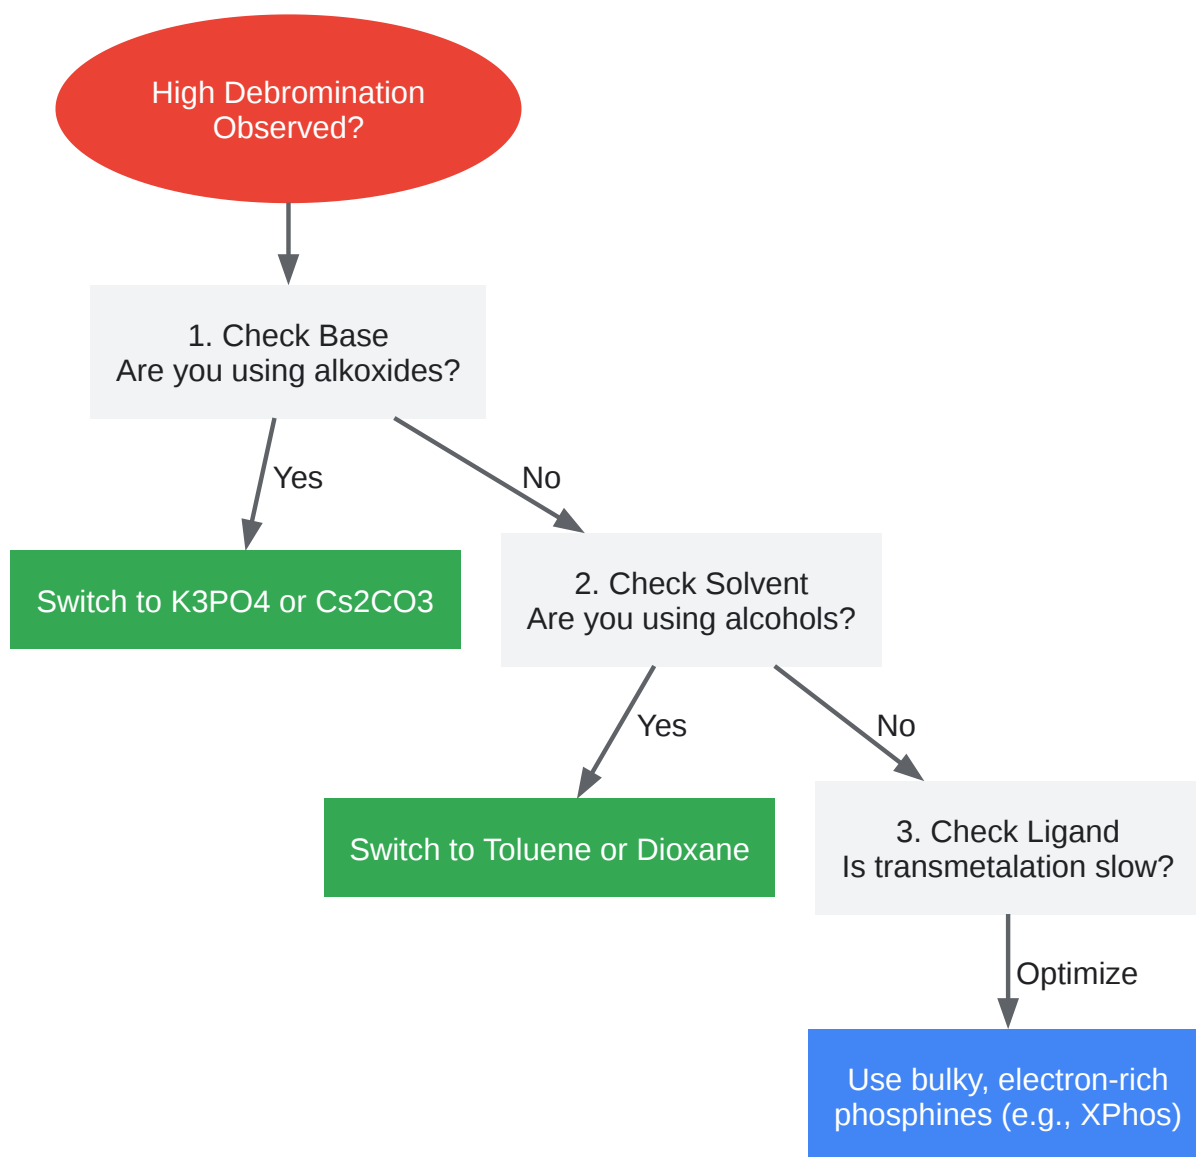 High Debromination
Observed?
1. Check Base
Are you using alkoxides?
Yes
No
Switch to K3PO4 or Cs2CO3
2. Check Solvent
Are you using alcohols?
Yes
No
Switch to Toluene or Dioxane
3. Check Ligand
Is transmetalation slow?
Optimize
Use bulky, electron-rich
phosphines (e.g., XPhos)